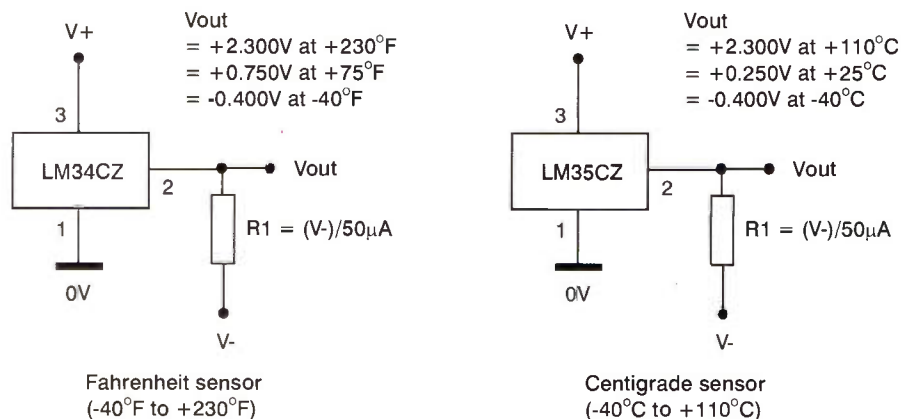 Vout
= +2.300V at +230°F
= +0.750V at +75°F
= -0.400V at -40°F
V+
3
LM34CZ
2
Vout
1
R1 = (V-)/50μA
0V
V-
Fahrenheit sensor
(-40°F to +230°F)
Vout
= +2.300V at +110°C
= +0.250V at +25°C
= -0.400V at -40°C
V+
3
LM35CZ
2
Vout
1
R1 = (V-)/50μA
0V
V-
Centigrade sensor
(-40°C to +110°C)